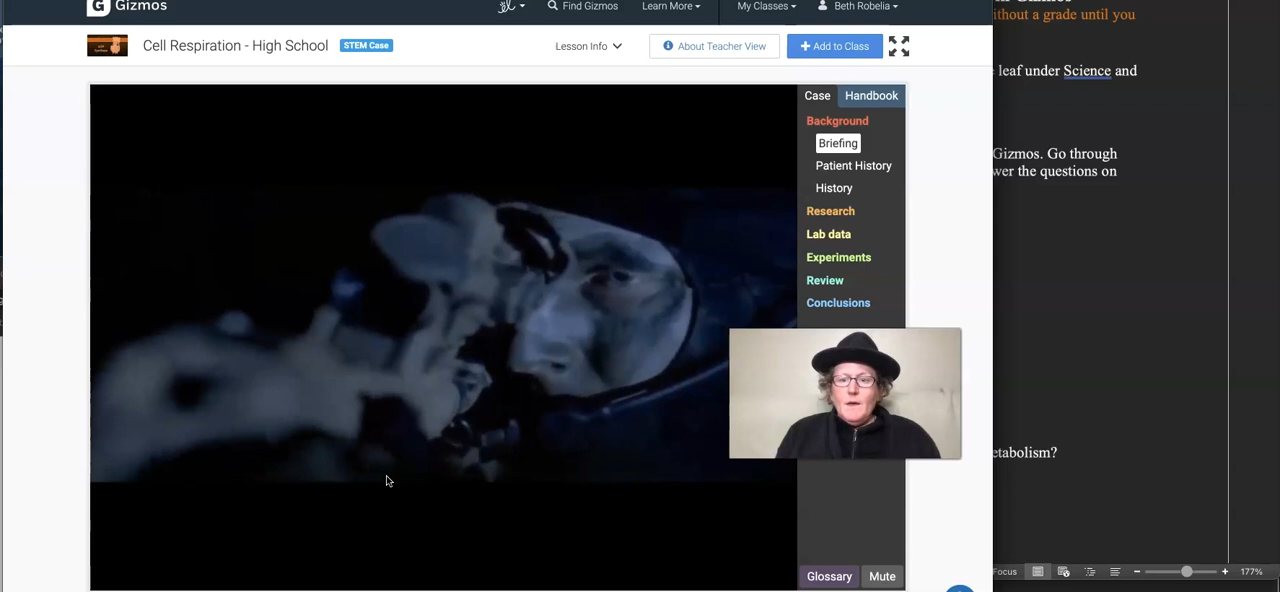 Gizmos
Find Gizmos
Learn More
My Classes
Beth Robelia
Cell Respiration - High School
STEM Case
Lesson Info
About Teacher View
+ Add to Class
Case
Handbook
Background
Briefing
Patient History
History
Research
Lab data
Experiments
Review
Conclusions
Glossary
Mute
ithout a grade until you
leaf under Science and
Gizmos. Go through
wer the questions on
etabolism?
Focus
177%